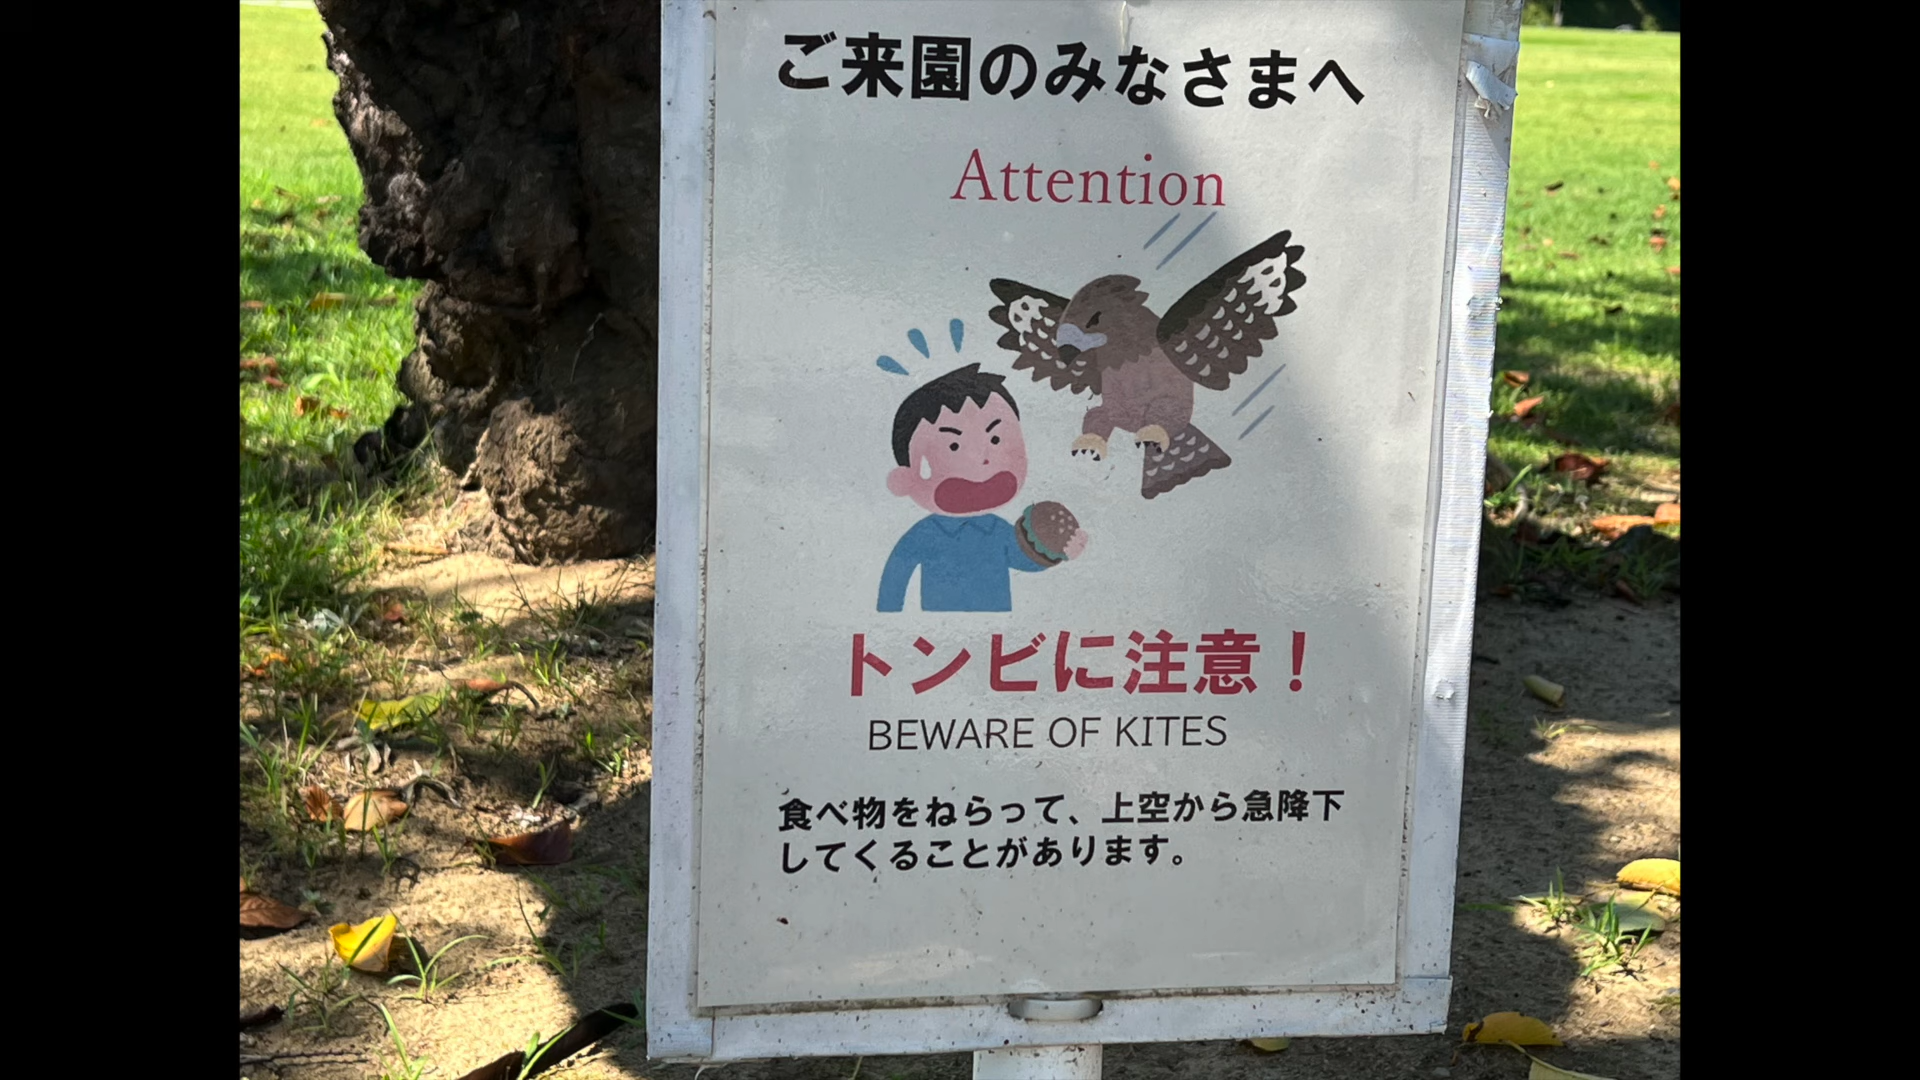 ご来園のみなさまへ
Attention
トンビに注意！
BEWARE OF KITES
食べ物をねらって、上空から急降下
してくることがあります。